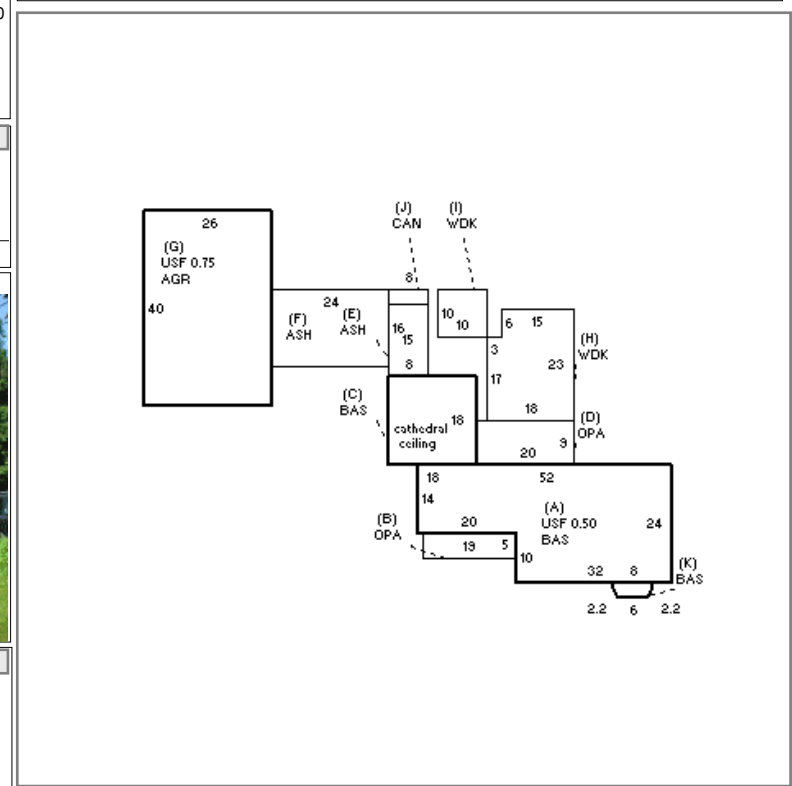 (J)
CAN
(I)
WDK
26
(G)
USF 0.75
AGR
40
8
24
(F)
ASH
(E)
ASH
16
15
8
10
10
6
15
3
17
23
18
(H)
WDK
(C)
BAS
cathedral
ceiling
18
(D)
OPA
9
20
18
52
14
(A)
USF 0.50
BAS
24
20
(B)
OPA
19
5
10
32
8
(K)
BAS
2.2
6
2.2